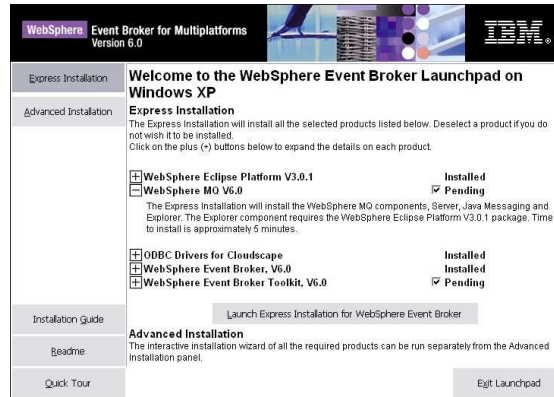 WebSphere Event Broker for Multiplatforms
Version 6.0
IBM.
Express Installation
Advanced Installation
Welcome to the WebSphere Event Broker Launchpad on
Windows XP
Express Installation
The Express Installation will install all the selected products listed below. Deselect a product if you do
not wish it to be installed.
Click on the plus (+) buttons below to expand the details on each product.
WebSphere Eclipse Platform V3.0.1 Installed
WebSphere MQ V6.0 Pending
The Express Installation will install the WebSphere MQ components, Server, Java Messaging and
Explorer. The Explorer component requires the WebSphere Eclipse Platform V3.0.1 package. Time
to install is approximately 5 minutes.
ODBC Drivers for Cloudscape Installed
WebSphere Event Broker, V6.0 Installed
WebSphere Event Broker Toolkit, V6.0 Pending
Launch Express Installation for WebSphere Event Broker
Advanced Installation
The interactive installation wizard of all the required products can be run separately from the Advanced
Installation panel.
Installation Guide
Readme
Quick Tour
Exit Launchpad